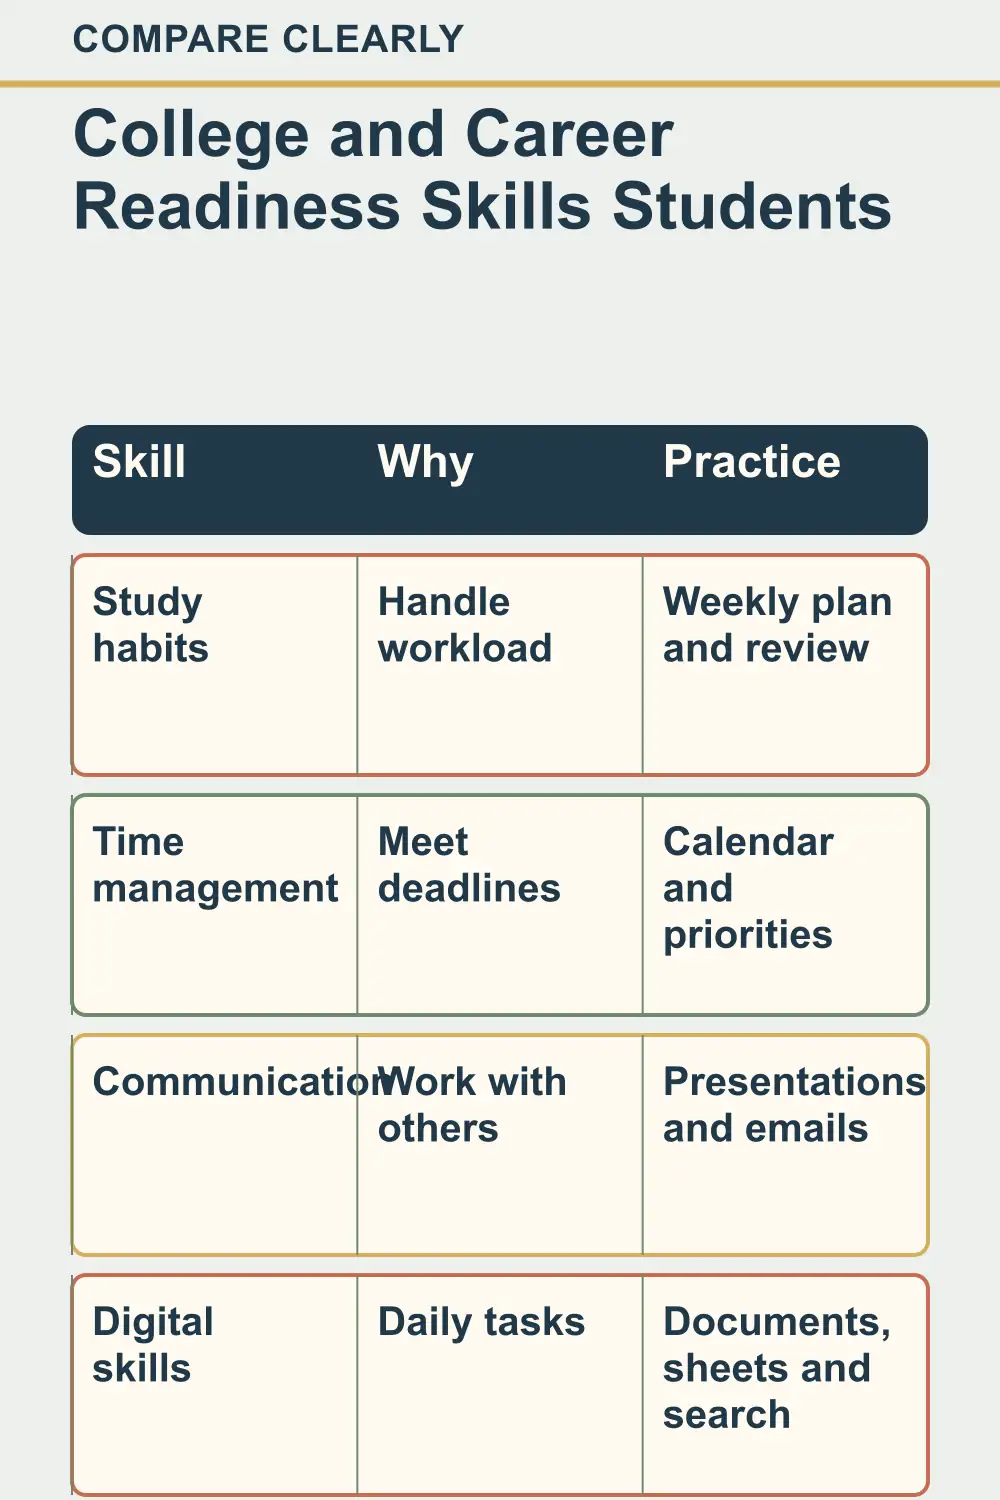 COMPARE CLEARLY
College and Career
Readiness Skills Students
Skill Why Practice
Study Handle Weekly plan
habits workload and review
Time Meet Calendar
management deadlines and
priorities
Communication Work with Presentations
others and emails
Digital Daily tasks Documents,
skills sheets and
search